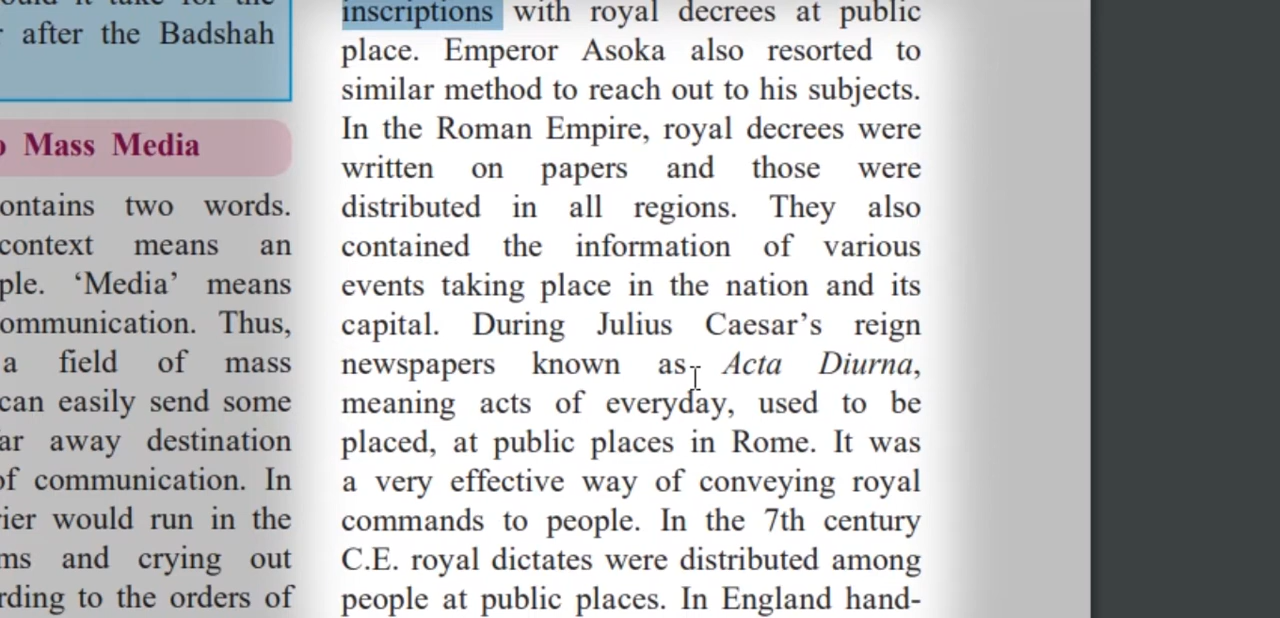 after the Badshah
Mass Media
two words.
context means an
‘Media’ means
Thus,
a field of mass
can easily send some
away destination
of communication. In
would run in the
and crying out
to the orders of
inscriptions with royal decrees at public
place. Emperor Asoka also resorted to
similar method to reach out to his subjects.
In the Roman Empire, royal decrees were
written on papers and those were
distributed in all regions. They also
contained the information of various
events taking place in the nation and its
capital. During Julius Caesar’s reign
newspapers known as Acta Diurna,
meaning acts of everyday, used to be
placed, at public places in Rome. It was
a very effective way of conveying royal
commands to people. In the 7th century
C.E. royal dictates were distributed among
people at public places. In England hand-